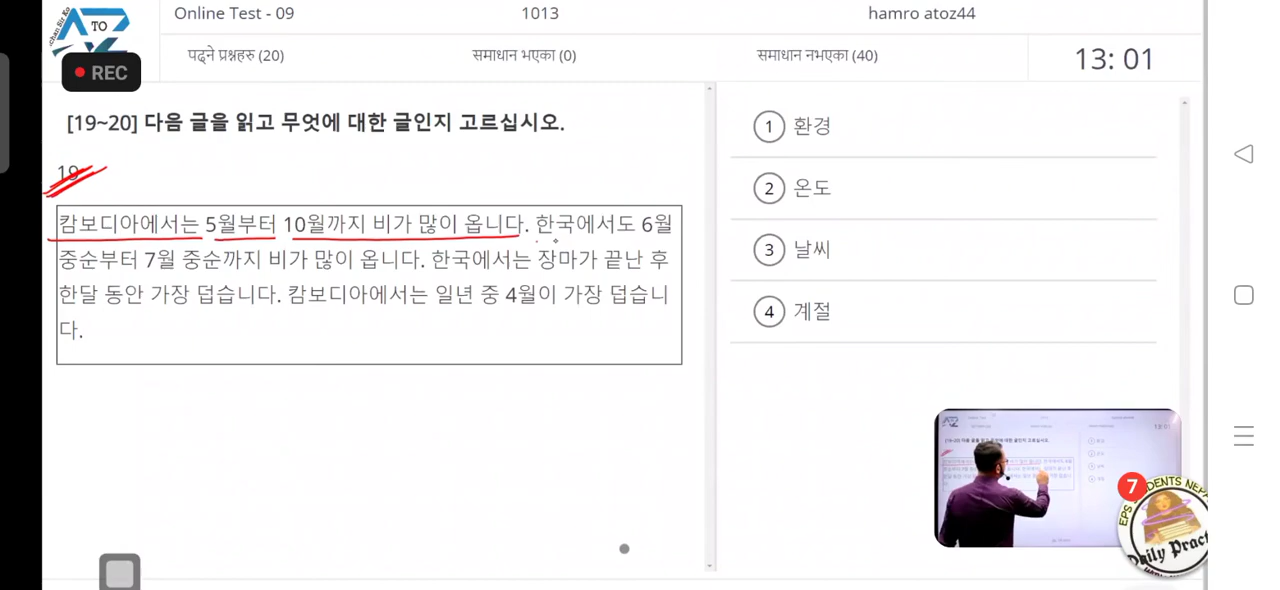 Online Test - 09
1013
hamro atoz44
TO
REC
पढ्ने प्रश्नहरु (20)
समाधान भएका (0)
समाधान नभएका (40)
13: 01
[19~20] 다음 글을 읽고 무엇에 대한 글인지 고르십시오.
19.
캄보디아에서는 5월부터 10월까지 비가 많이 옵니다. 한국에서도 6월
중순부터 7월 중순까지 비가 많이 옵니다. 한국에서는 장마가 끝난 후
한달 동안 가장 덥습니다. 캄보디아에서는 일년 중 4월이 가장 덥습니
다.
1 환경
2 온도
3 날씨
4 계절
7